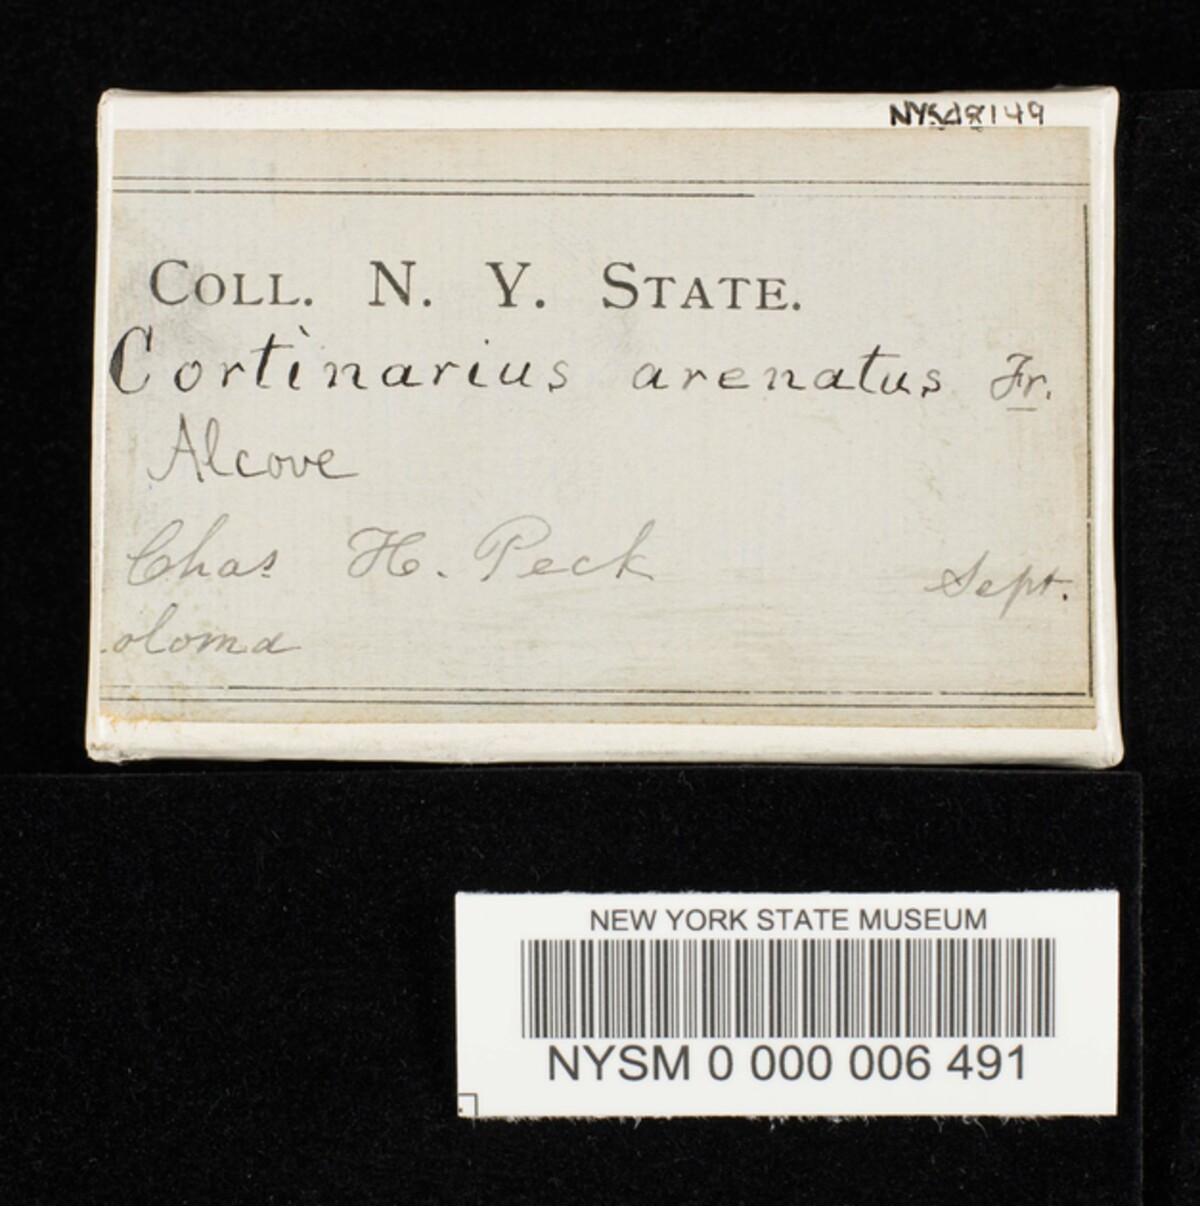 NYSd8149
COLL. N. Y. STATE.
Cortinarius arenatus Fr.
Alcove
Chas. H. Peck Sept.
oloma
NEW YORK STATE MUSEUM
NYSM 0 000 006 491